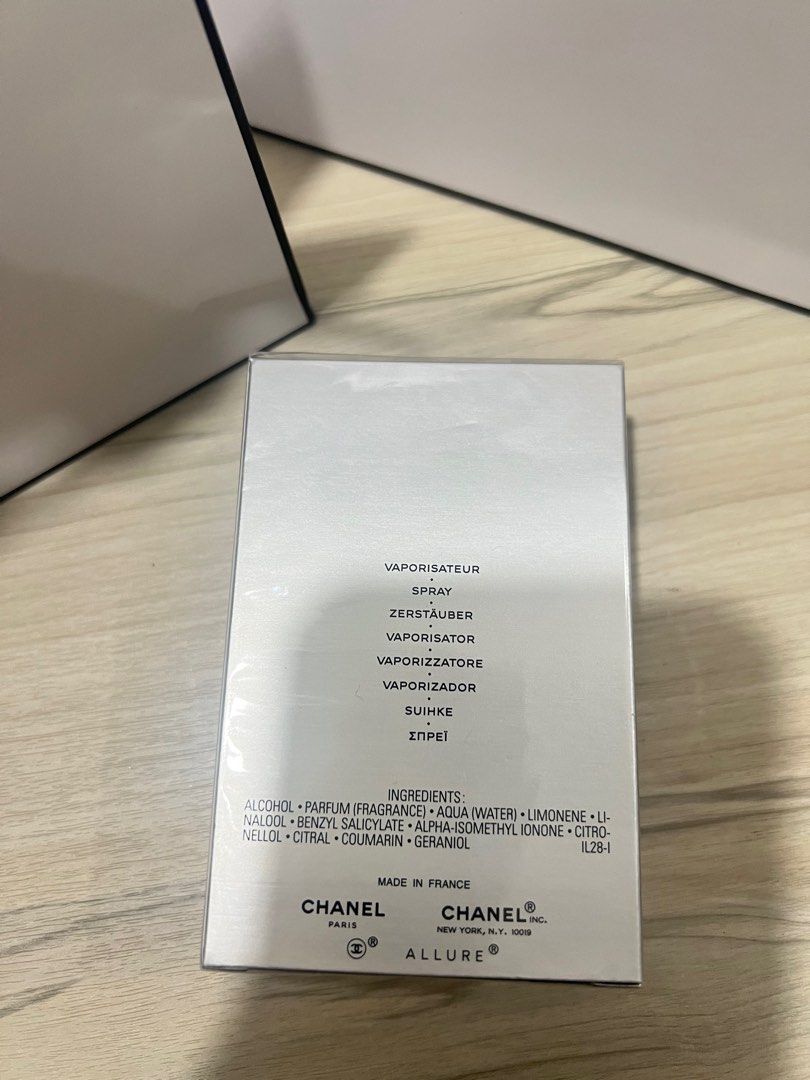 VAPORISATEUR
•
SPRAY
•
ZERSTÄUBER
•
VAPORISATOR
•
VAPORIZZATORE
•
VAPORIZADOR
•
SUIHKE
•
ΣΠΡΕΪ
INGREDIENTS:
ALCOHOL • PARFUM (FRAGRANCE) • AQUA (WATER) • LIMONENE • LI-
NALOOL • BENZYL SALICYLATE • ALPHA-ISOMETHYL IONONE • CITRO-
NELLOL • CITRAL • COUMARIN • GERANIOL IL28-I
MADE IN FRANCE
CHANEL
PARIS
CHANEL® INC.
NEW YORK, N.Y. 10019
® ALLURE®